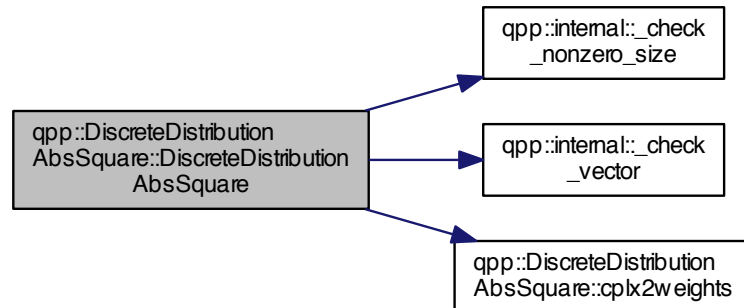 qpp::DiscreteDistribution
AbsSquare::DiscreteDistribution
AbsSquare
qpp::internal::_check
_nonzero_size
qpp::internal::_check
_vector
qpp::DiscreteDistribution
AbsSquare::cplx2weights